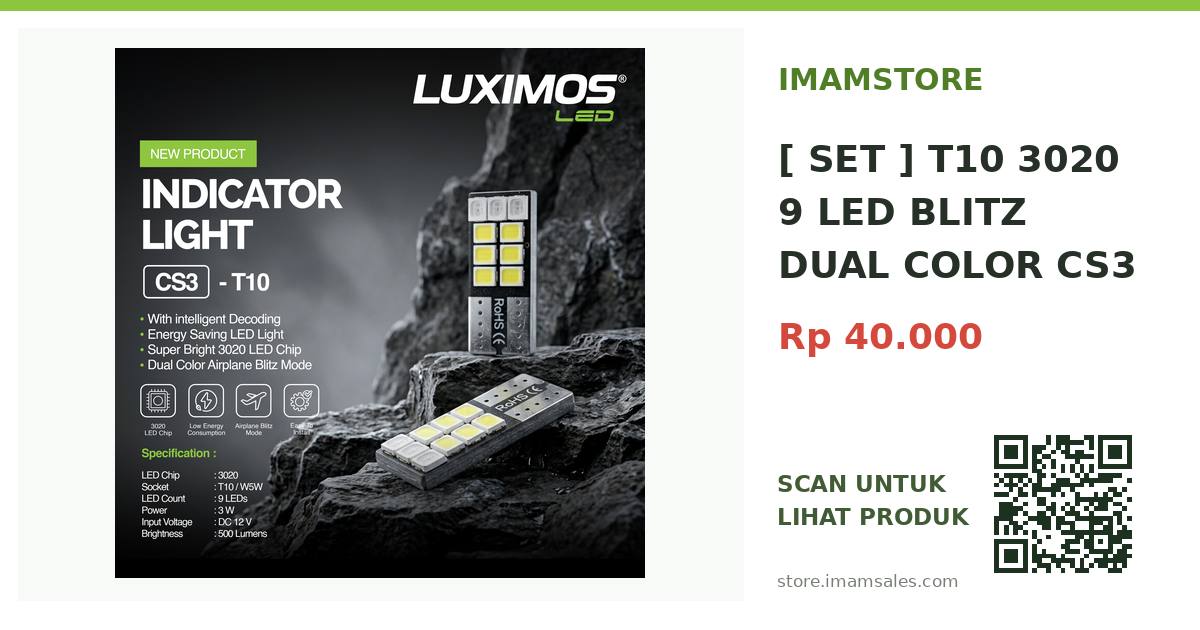 LUXIMOS®
LED
NEW PRODUCT
INDICATOR
LIGHT
CS3 - T10
• With intelligent Decoding
• Energy Saving LED Light
• Super Bright 3020 LED Chip
• Dual Color Airplane Blitz Mode
3020
LED Chip
Low Energy
Consumption
Airplane Blitz
Mode
Easy To
Install
Specification :
LED Chip : 3020
Socket : T10 / W5W
LED Count : 9 LEDs
Power : 3 W
Input Voltage : DC 12 V
Brightness : 500 Lumens
RoHS CE
RoHS CE
IMAMSTORE
[ SET ] T10 3020
9 LED BLITZ
DUAL COLOR CS3
Rp 40.000
SCAN UNTUK
LIHAT PRODUK
store.imamsales.com